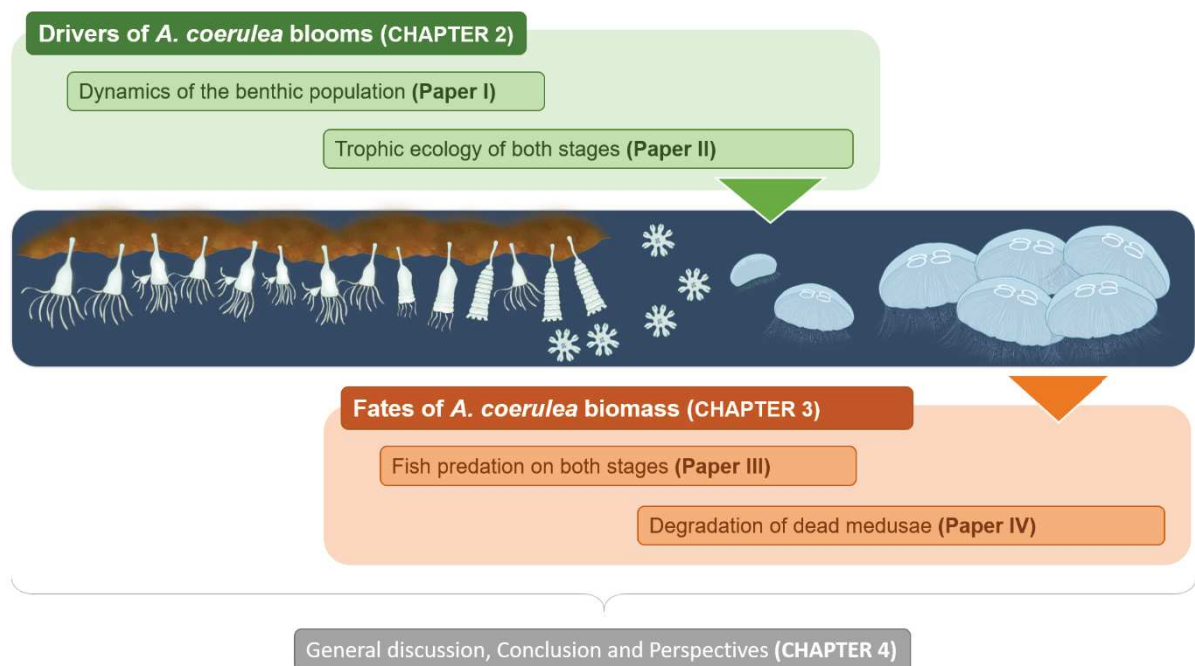 Drivers of A. coerulea blooms (CHAPTER 2)
Dynamics of the benthic population (Paper I)
Trophic ecology of both stages (Paper II)
Fates of A. coerulea biomass (CHAPTER 3)
Fish predation on both stages (Paper III)
Degradation of dead medusae (Paper IV)
General discussion, Conclusion and Perspectives (CHAPTER 4)